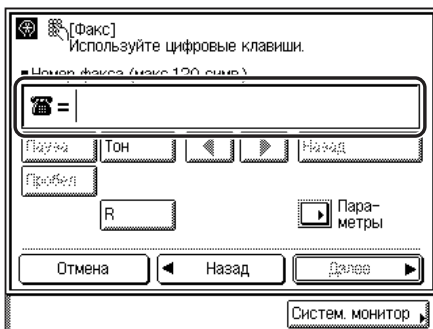 [Факс]
Используйте цифровые клавиши.
Номер факса (макс.120 симв.)
=
Пауза Тон Назад
Пробел
R Пара-
метры
Отмена Назад Далее
Систем. монитор